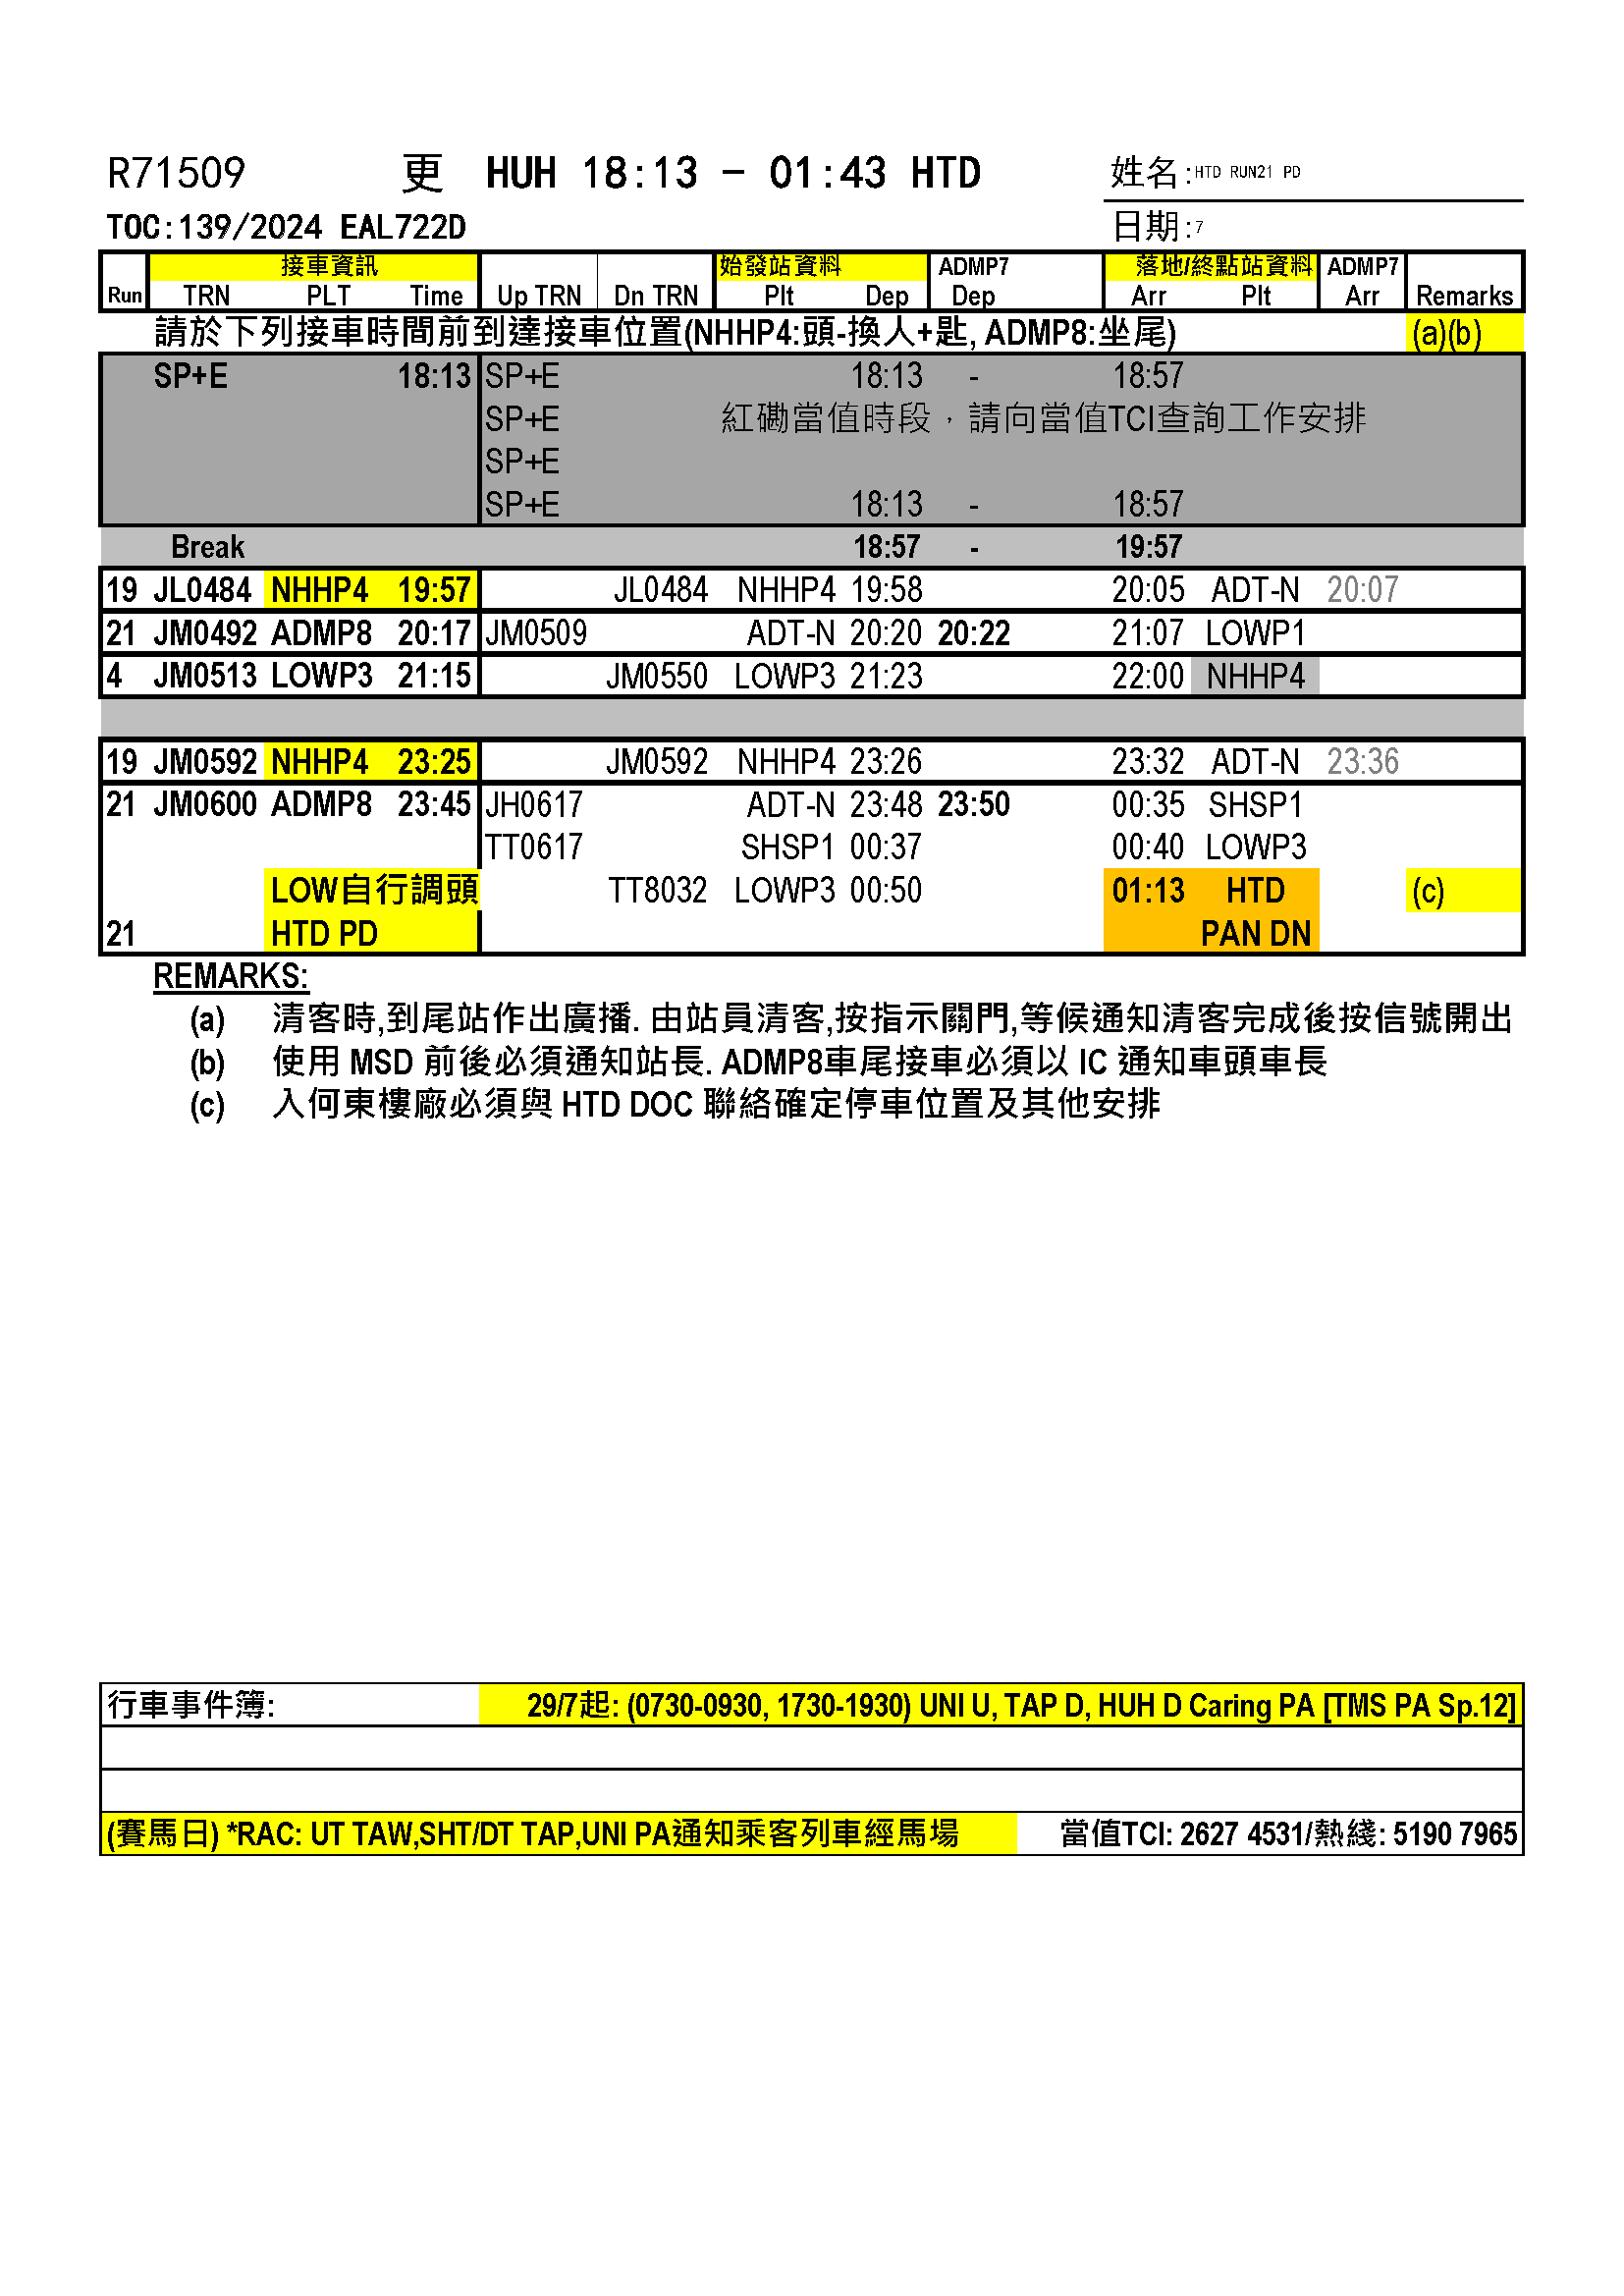 R71509 更 HUH 18:13 - 01:43 HTD 姓名:HTD RUN21 PD
TOC:139/2024 EAL722D 日期:7
接車資訊 始發站資料 ADMP7 落地/終點站資料 ADMP7
Run TRN PLT Time Up TRN Dn TRN Plt Dep Dep Arr Plt Arr Remarks
請於下列接車時間前到達接車位置(NHHP4:頭-換人+匙, ADMP8:坐尾) (a)(b)
SP+E 18:13 SP+E 18:13 - 18:57
SP+E 紅磡當值時段，請向當值TCI查詢工作安排
SP+E
SP+E 18:13 - 18:57
Break 18:57 - 19:57
19 JL0484 NHHP4 19:57 JL0484 NHHP4 19:58 20:05 ADT-N 20:07
21 JM0492 ADMP8 20:17 JM0509 ADT-N 20:20 20:22 21:07 LOWP1
4 JM0513 LOWP3 21:15 JM0550 LOWP3 21:23 22:00 NHHP4
19 JM0592 NHHP4 23:25 JM0592 NHHP4 23:26 23:32 ADT-N 23:36
21 JM0600 ADMP8 23:45 JH0617 ADT-N 23:48 23:50 00:35 SHSP1
TT0617 SHSP1 00:37 00:40 LOWP3
LOW自行調頭 TT8032 LOWP3 00:50 01:13 HTD (c)
21 HTD PD PAN DN
REMARKS:
(a) 清客時,到尾站作出廣播. 由站員清客,按指示關門,等候通知清客完成後按信號開出
(b) 使用 MSD 前後必須通知站長. ADMP8車尾接車必須以 IC 通知車頭車長
(c) 入何東樓廠必須與 HTD DOC 聯絡確定停車位置及其他安排
行車事件簿: 29/7起: (0730-0930, 1730-1930) UNI U, TAP D, HUH D Caring PA [TMS PA Sp.12]
(賽馬日) *RAC: UT TAW,SHT/DT TAP,UNI PA通知乘客列車經馬場 當值TCI: 2627 4531/熱綫: 5190 7965